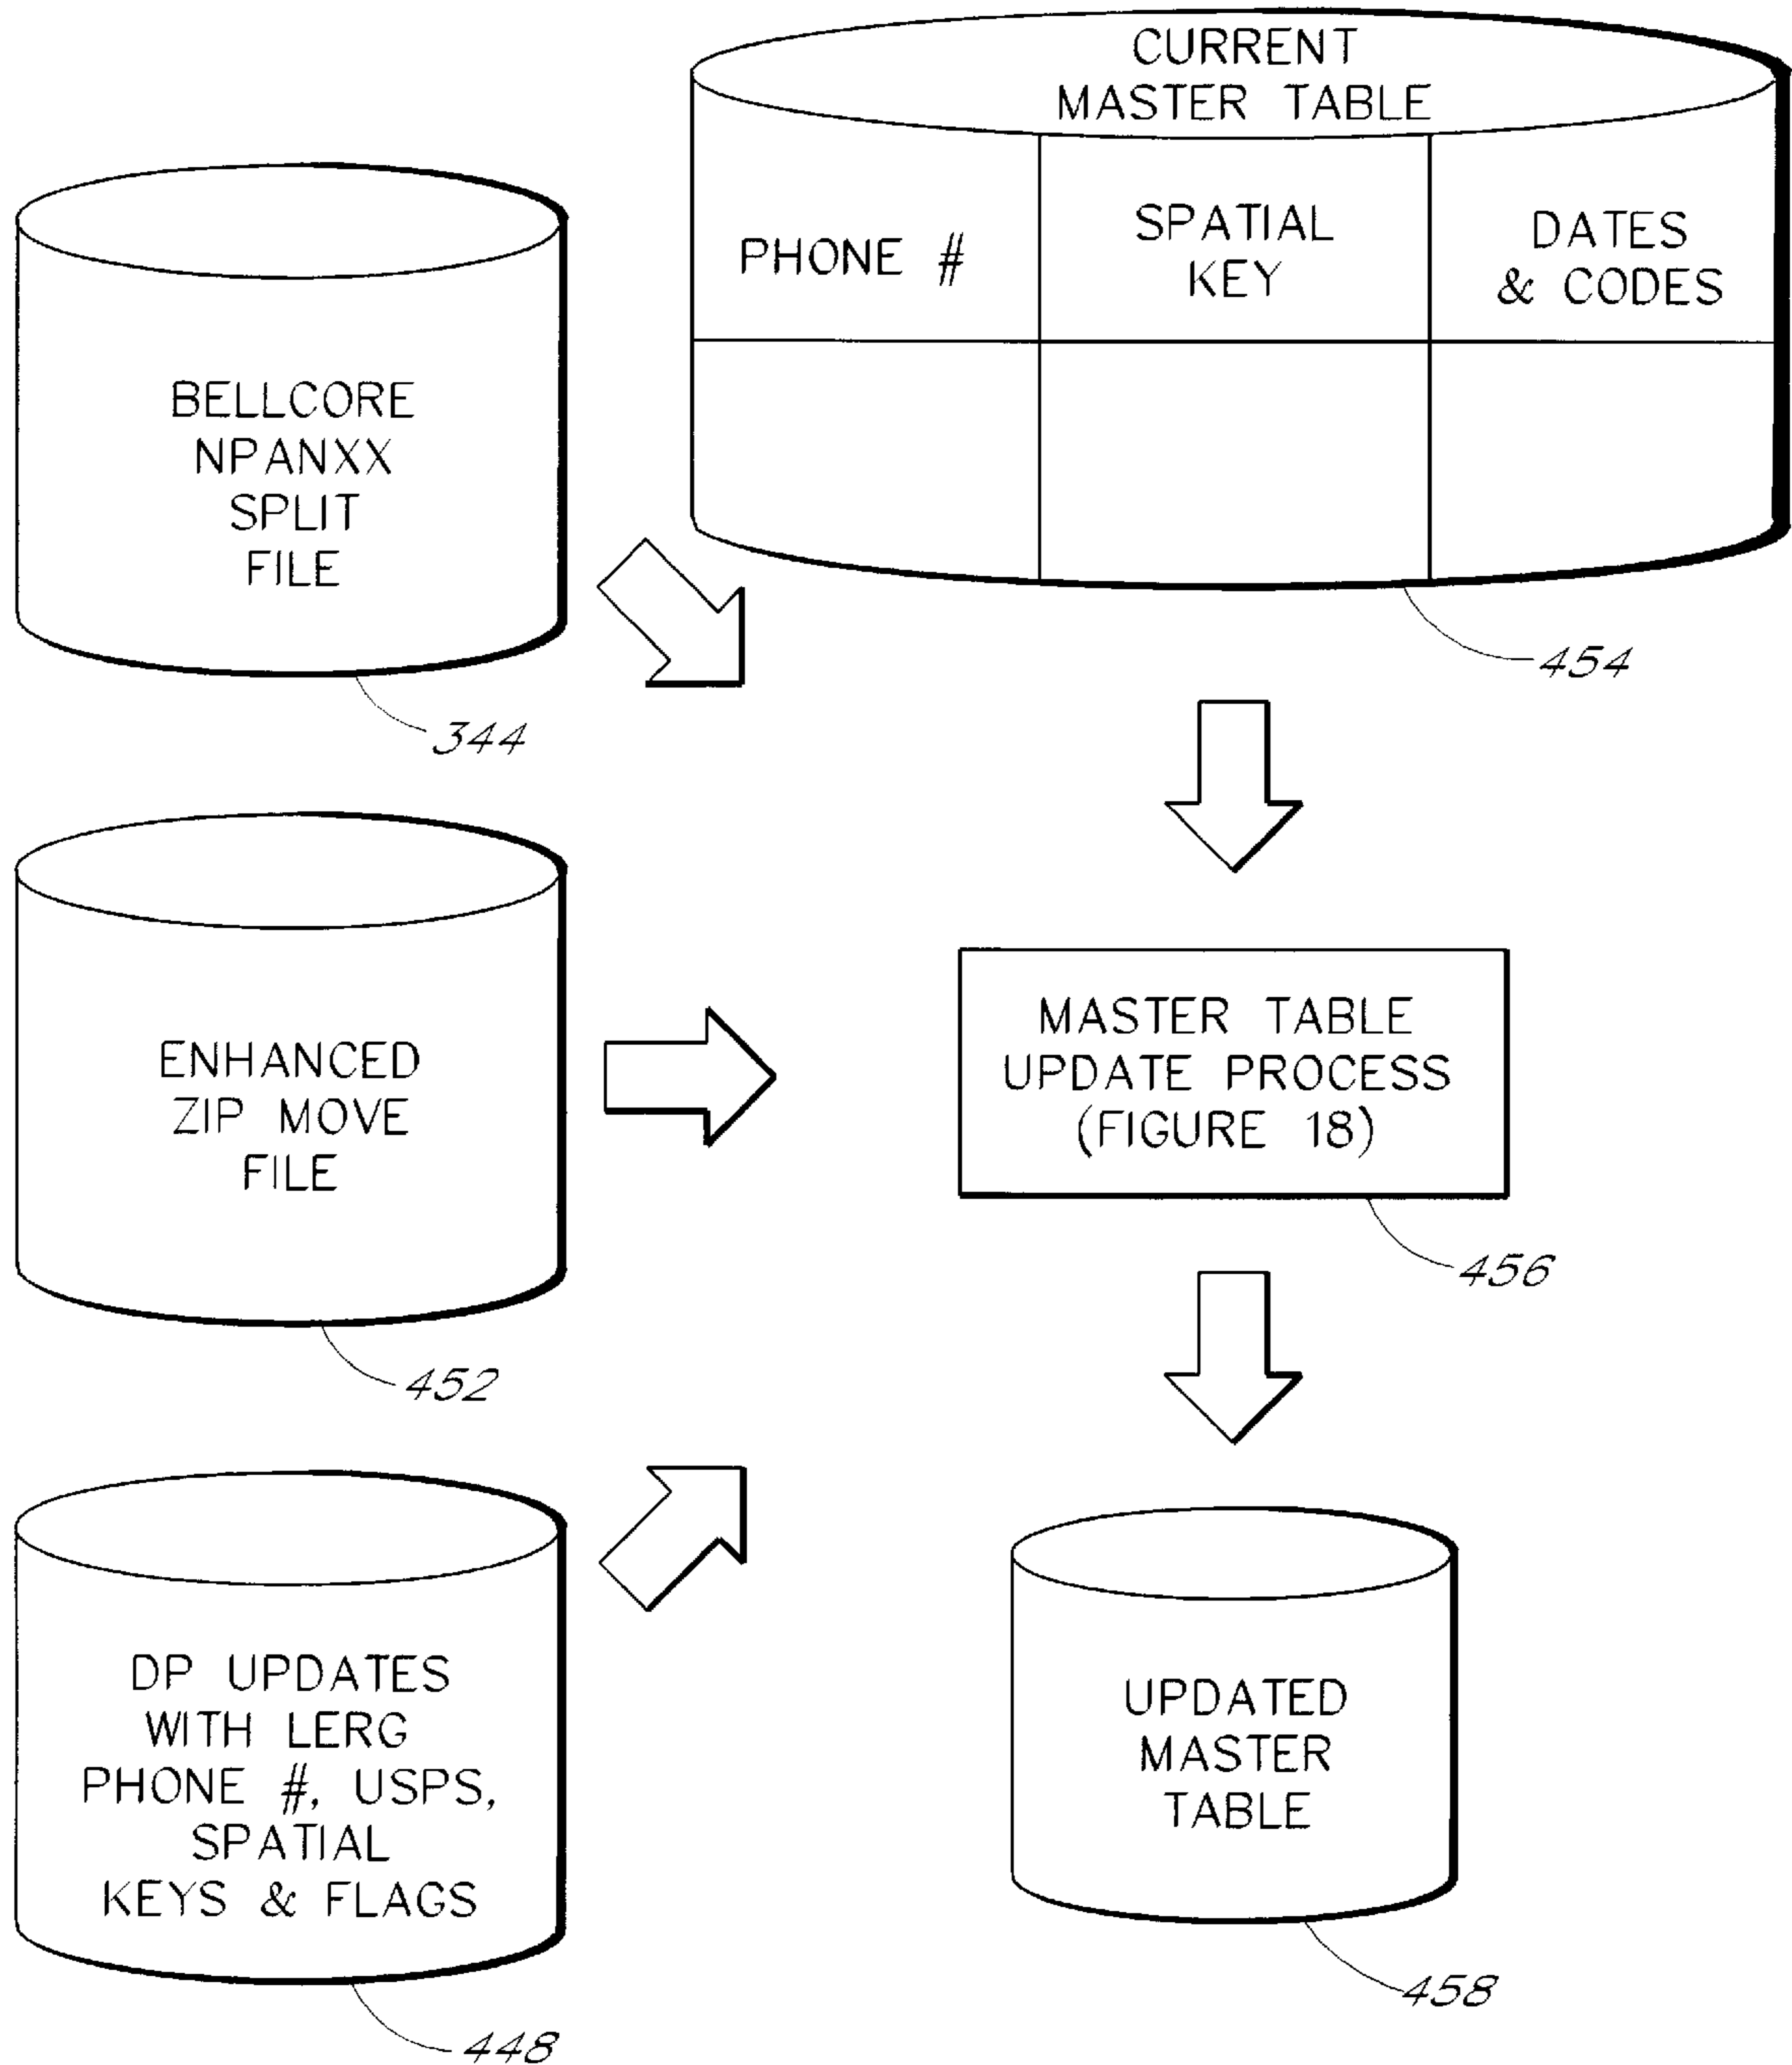 CURRENT
MASTER TABLE
PHONE #
SPATIAL
KEY
DATES
& CODES
454
BELLCORE
NPANXX
SPLIT
FILE
344
ENHANCED
ZIP MOVE
FILE
452
MASTER TABLE
UPDATE PROCESS
(FIGURE 18)
456
DP UPDATES
WITH LERG
PHONE #, USPS,
SPATIAL
KEYS & FLAGS
448
UPDATED
MASTER
TABLE
458